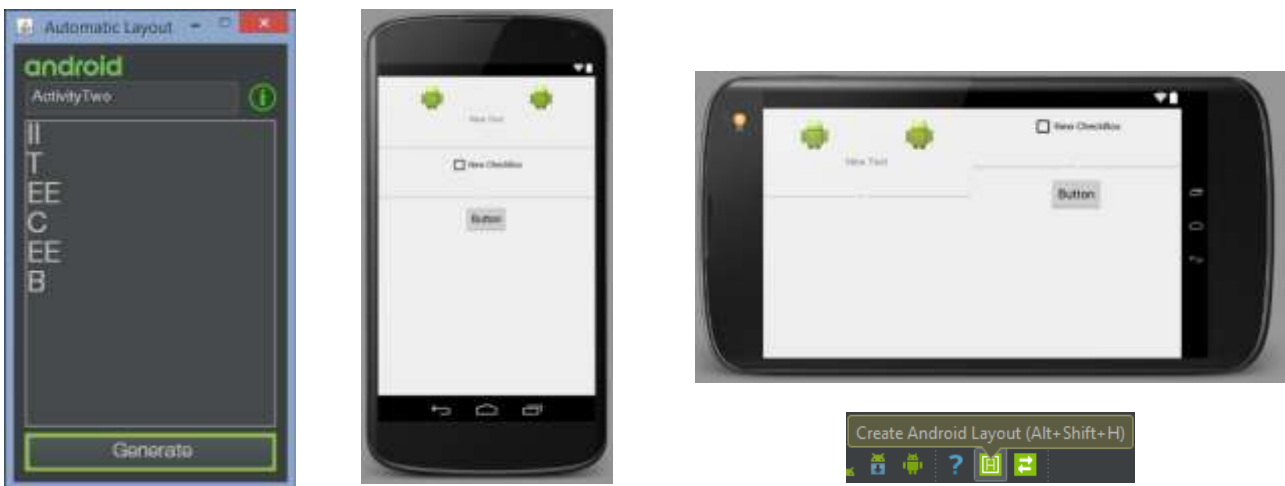 Automatic Layout
android
ActivityTwo
II
T
EE
C
EE
B
Generate
New Text
New CheckBox
Button
New Text
New CheckBox
Button
Create Android Layout (Alt+Shift+H)
?
[H]